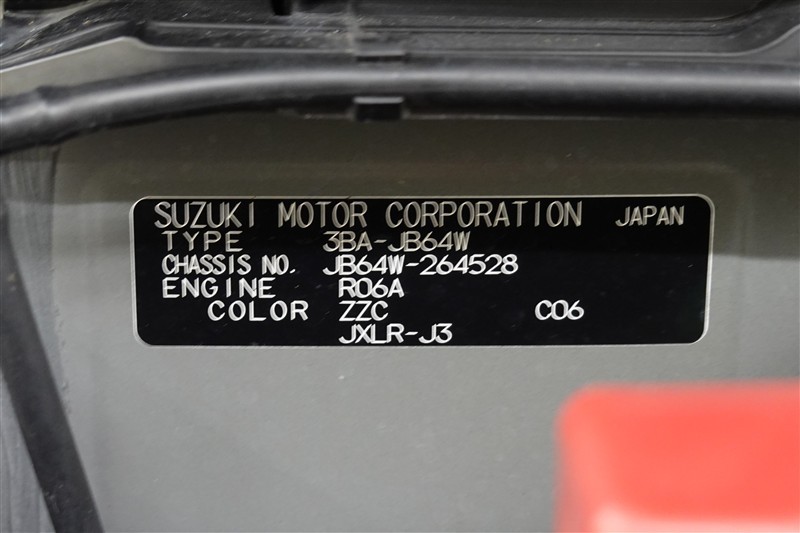 SUZUKI MOTOR CORPORATION JAPAN
TYPE 3BA-JB64W
CHASSIS NO. JB64W-264528
ENGINE R06A
COLOR ZZC C06
JXLR-J3